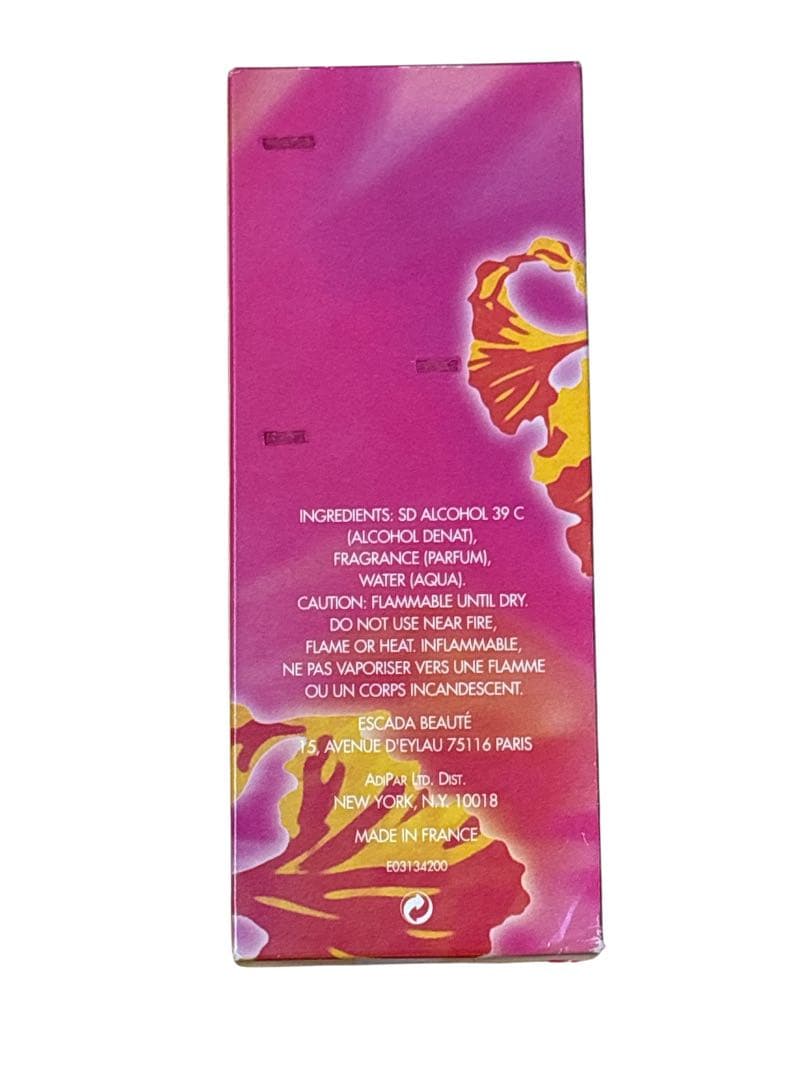 INGREDIENTS: SD ALCOHOL 39 C
(ALCOHOL DENAT),
FRAGRANCE (PARFUM),
WATER (AQUA).
CAUTION: FLAMMABLE UNTIL DRY.
DO NOT USE NEAR FIRE,
FLAME OR HEAT. INFLAMMABLE,
NE PAS VAPORISER VERS UNE FLAMME
OU UN CORPS INCANDESCENT.
ESCADA BEAUTÉ
15, AVENUE D'EYLAU 75116 PARIS
ADIPAR LTD. DIST.
NEW YORK, N.Y. 10018
MADE IN FRANCE
E03134200